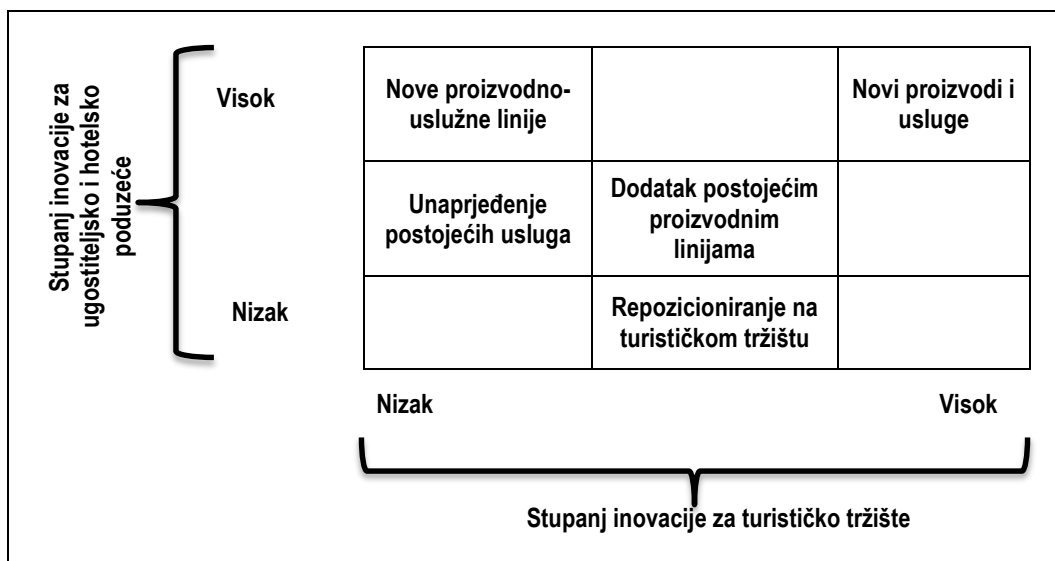 Stupanj inovacije za
ugostiteljsko i hotelsko
poduzeće
Visok
Nizak
Nove proizvodno-
uslužne linije
Novi proizvodi i
usluge
Unaprjeđenje
postojećih usluga
Dodatak postojećim
proizvodnim
linijama
Repozicioniranje na
turističkom tržištu
Nizak
Visok
Stupanj inovacije za turističko tržište